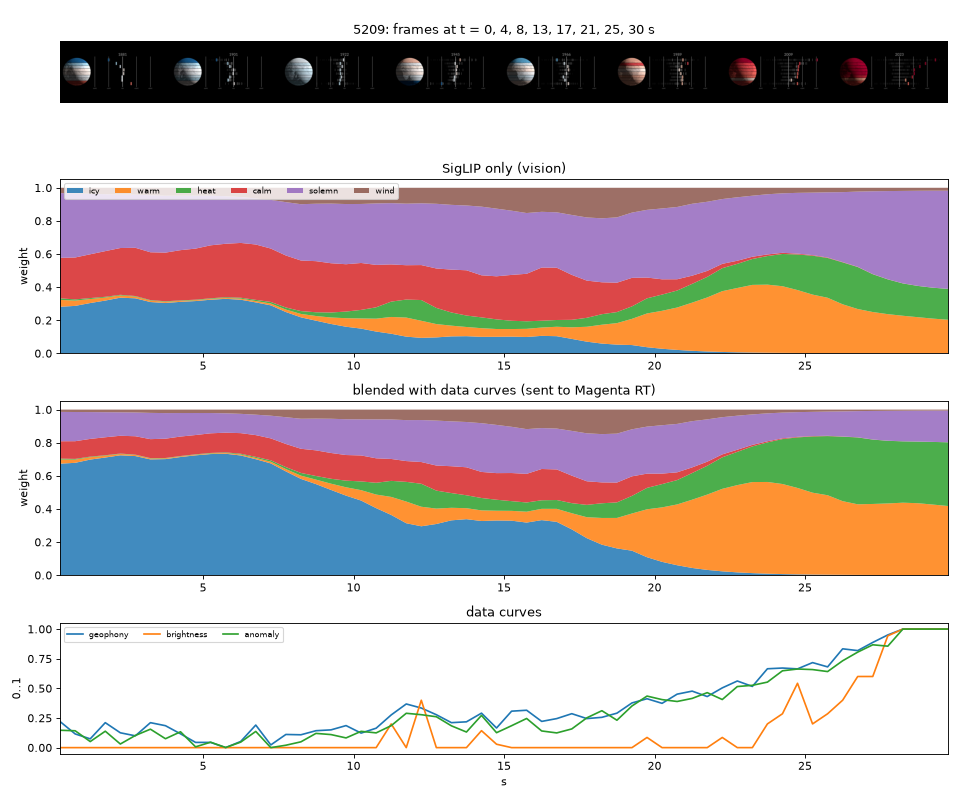 5209: frames at t = 0, 4, 8, 13, 17, 21, 25, 30 s
SigLIP only (vision)
icy warm heat calm solemn wind
1.0
0.8
0.6
0.4
0.2
0.0
weight
5 10 15 20 25
blended with data curves (sent to Magenta RT)
1.0
0.8
0.6
0.4
0.2
0.0
weight
5 10 15 20 25
data curves
geophony brightness anomaly
1.00
0.75
0.50
0.25
0.00
0..1
5 10 15 20 25
s